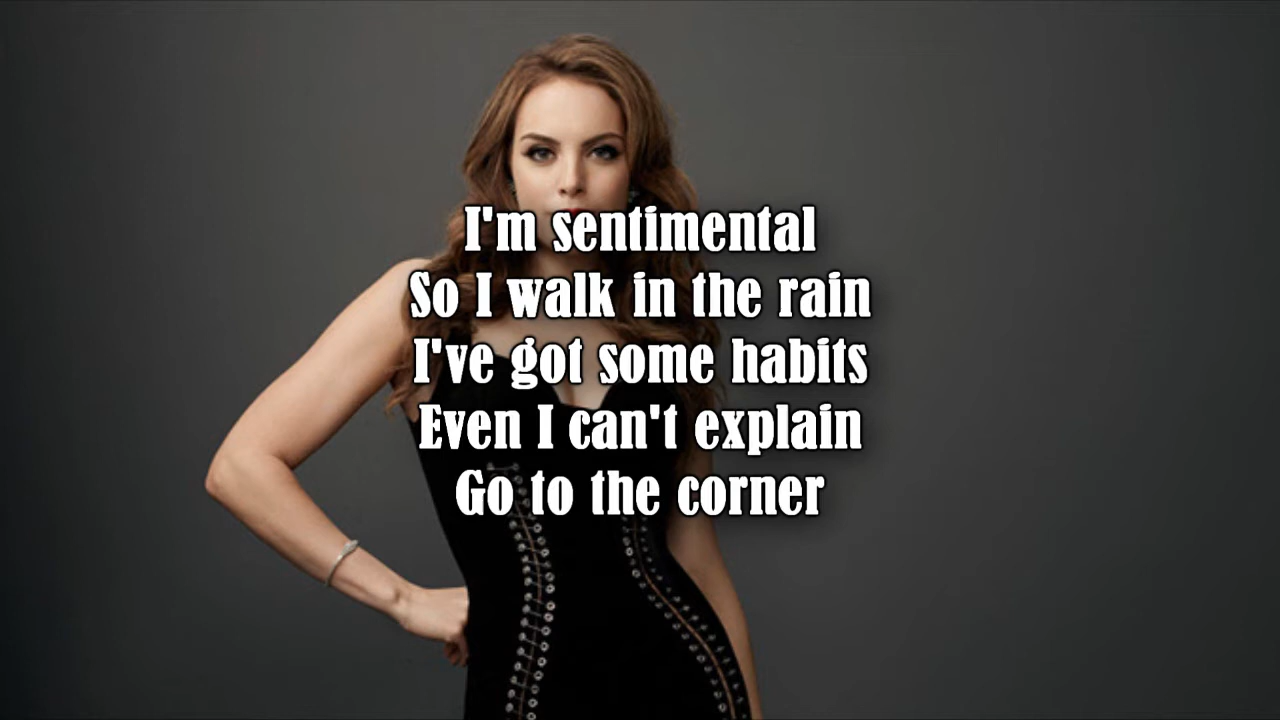 I'm sentimental
So I walk in the rain
I've got some habits
Even I can't explain
Go to the corner